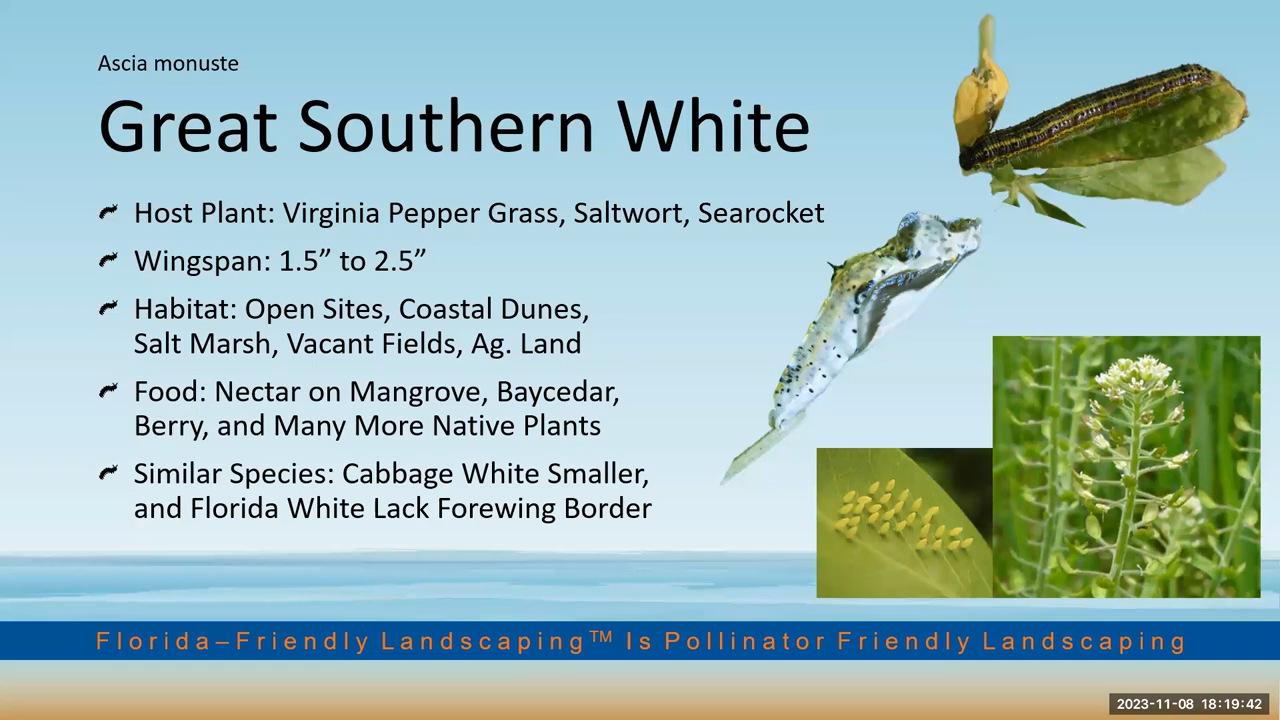 Ascia monuste
Great Southern White
Host Plant: Virginia Pepper Grass, Saltwort, Searocket
Wingspan: 1.5” to 2.5”
Habitat: Open Sites, Coastal Dunes,
Salt Marsh, Vacant Fields, Ag. Land
Food: Nectar on Mangrove, Baycedar,
Berry, and Many More Native Plants
Similar Species: Cabbage White Smaller,
and Florida White Lack Forewing Border
Florida–Friendly Landscaping™ Is Pollinator Friendly Landscaping
2023-11-08 18:19:42